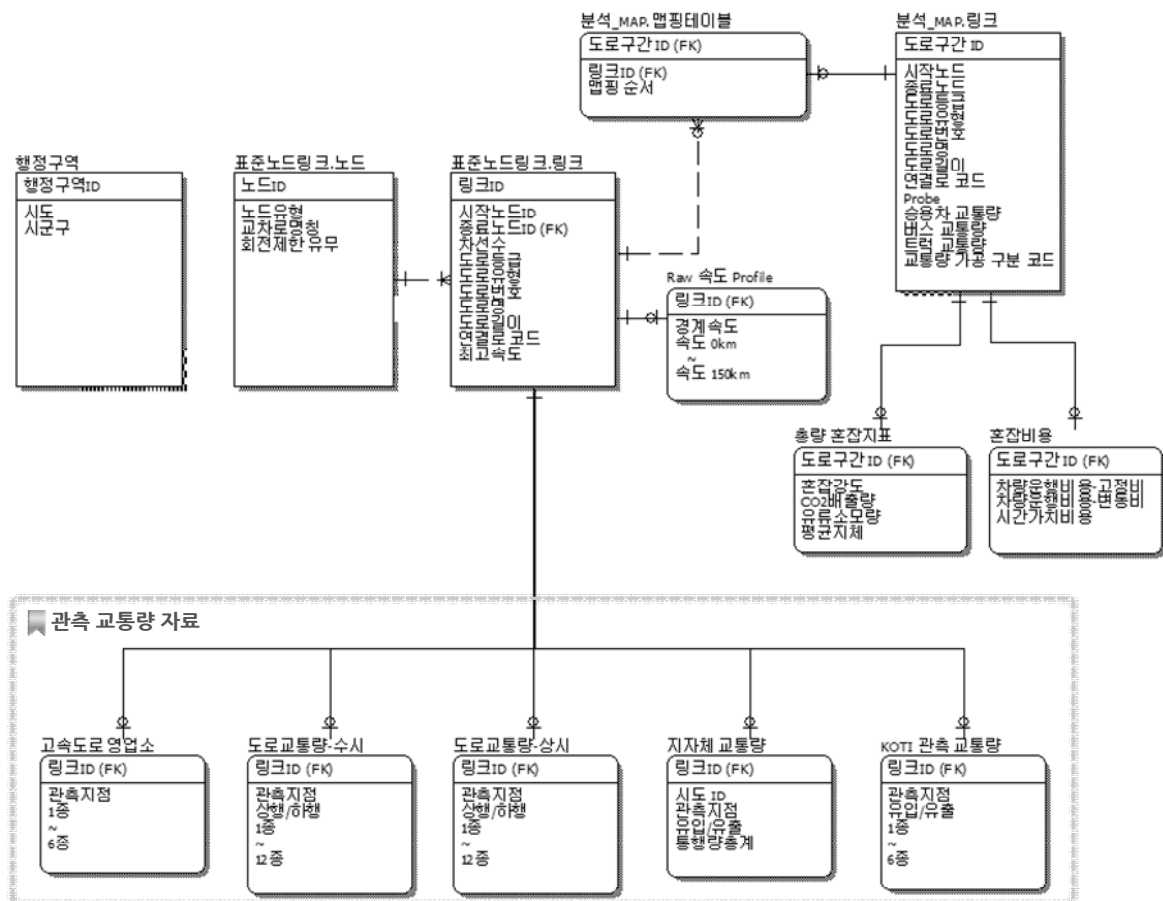 분석_MAP.맵핑테이블
도로구간ID (FK)
링크ID (FK)
맵핑 순서
분석_MAP.링크
도로구간 ID
시작노드
종료노드
도로등급
도로유형
도로번호
도로명
도로길이
연결로 코드
Probe
승용차 교통량
버스 교통량
트럭 교통량
교통량 가공 구분 코드
행정구역
행정구역ID
시도
시군구
표준노드링크.노드
노드ID
노드유형
교차로명칭
회전제한 유무
표준노드링크.링크
링크ID
시작노드ID
종료노드ID (FK)
차선수
도로등급
도로유형
도로번호
도로명
도로길이
연결로 코드
최고속도
Raw 속도 Profile
링크ID (FK)
경계속도
속도 0km
~
속도 150km
총량 혼잡지표
도로구간ID (FK)
혼잡강도
CO2배출량
유류소모량
평균지체
혼잡비용
도로구간ID (FK)
차량운행비용-고정비
차량운행비용-변동비
시간가치비용
관측 교통량 자료
고속도로영업소
링크ID (FK)
관측지점
1종
~
6종
도로교통량-수시
링크ID (FK)
관측지점
상행/하행
1종
~
12종
도로교통량-상시
링크ID (FK)
관측지점
상행/하행
1종
~
12종
지자체 교통량
링크ID (FK)
시도 ID
관측지점
유입/유출
통행량총계
KOTI 관측 교통량
링크ID (FK)
관측지점
유입/유출
1종
~
6종